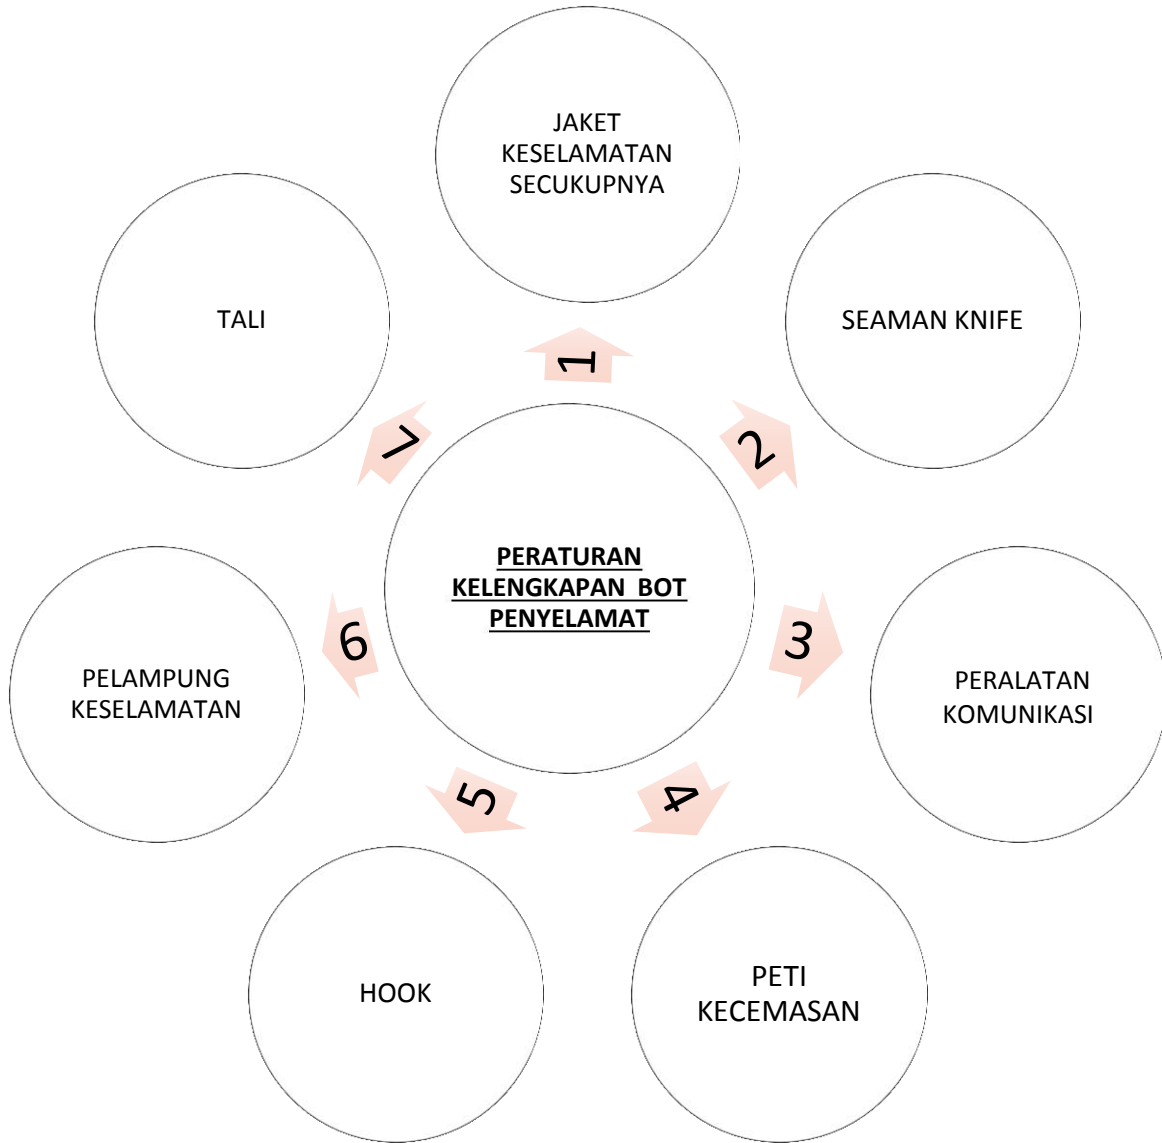 PERATURAN
KELENGKAPAN BOT
PENYELAMAT
1
JAKET
KESELAMATAN
SECUKUPNYA
2
SEAMAN KNIFE
3
PERALATAN
KOMUNIKASI
4
PETI
KECEMASAN
5
HOOK
6
PELAMPUNG
KESELAMATAN
7
TALI